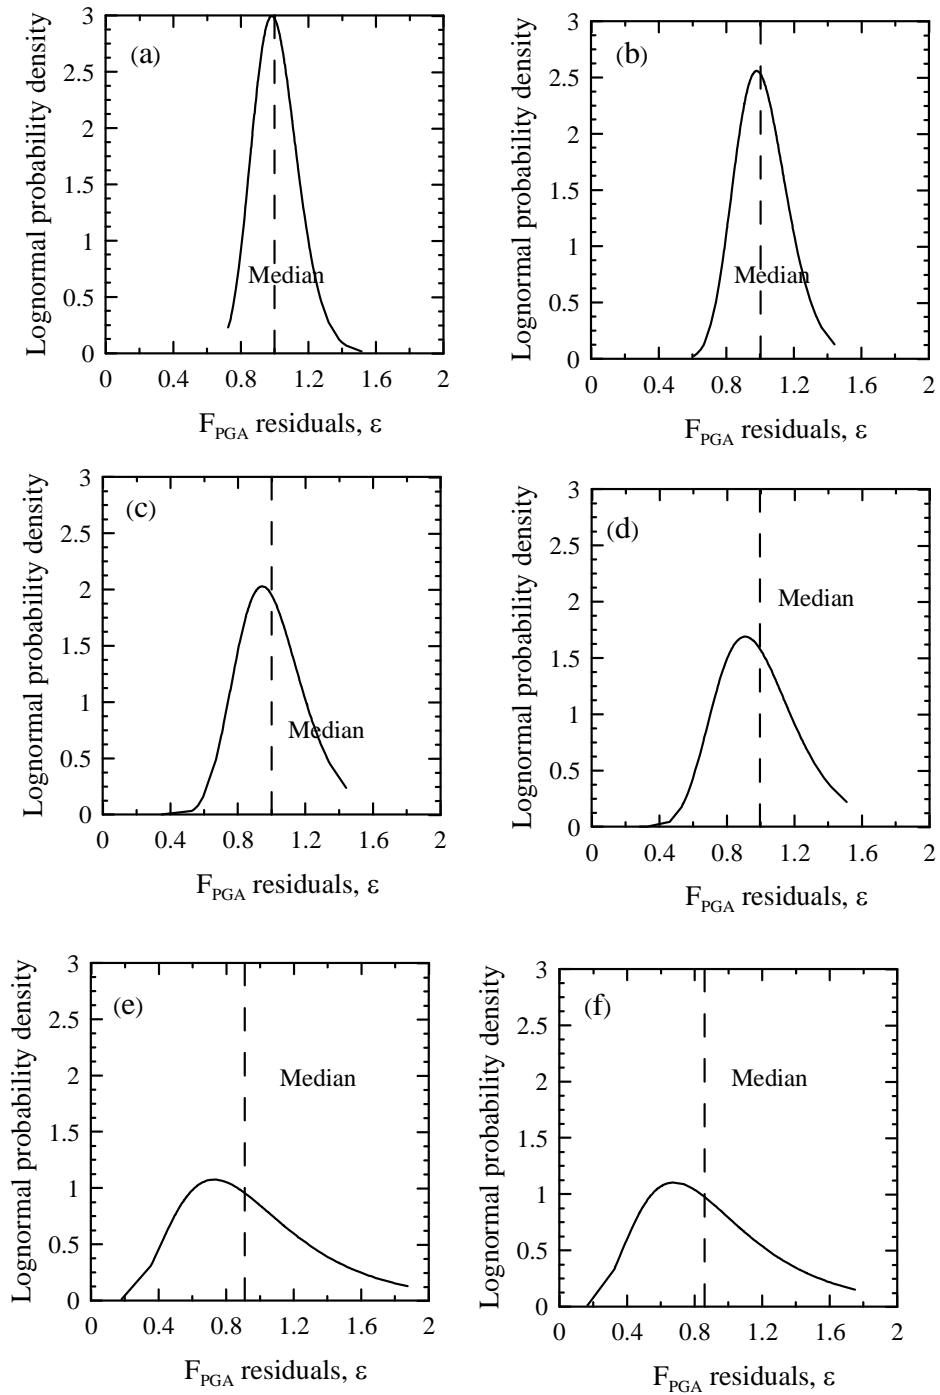 (a)
Lognormal probability density
3
2.5
2
1.5
1
0.5
0
Median
0 0.4 0.8 1.2 1.6 2
F_PGA residuals, ε
(b)
Lognormal probability density
3
2.5
2
1.5
1
0.5
0
Median
0 0.4 0.8 1.2 1.6 2
F_PGA residuals, ε
(c)
Lognormal probability density
3
2.5
2
1.5
1
0.5
0
Median
0 0.4 0.8 1.2 1.6 2
F_PGA residuals, ε
(d)
Lognormal probability density
3
2.5
2
1.5
1
0.5
0
Median
0 0.4 0.8 1.2 1.6 2
F_PGA residuals, ε
(e)
Lognormal probability density
3
2.5
2
1.5
1
0.5
0
Median
0 0.4 0.8 1.2 1.6 2
F_PGA residuals, ε
(f)
Lognormal probability density
3
2.5
2
1.5
1
0.5
0
Median
0 0.4 0.8 1.2 1.6 2
F_PGA residuals, ε